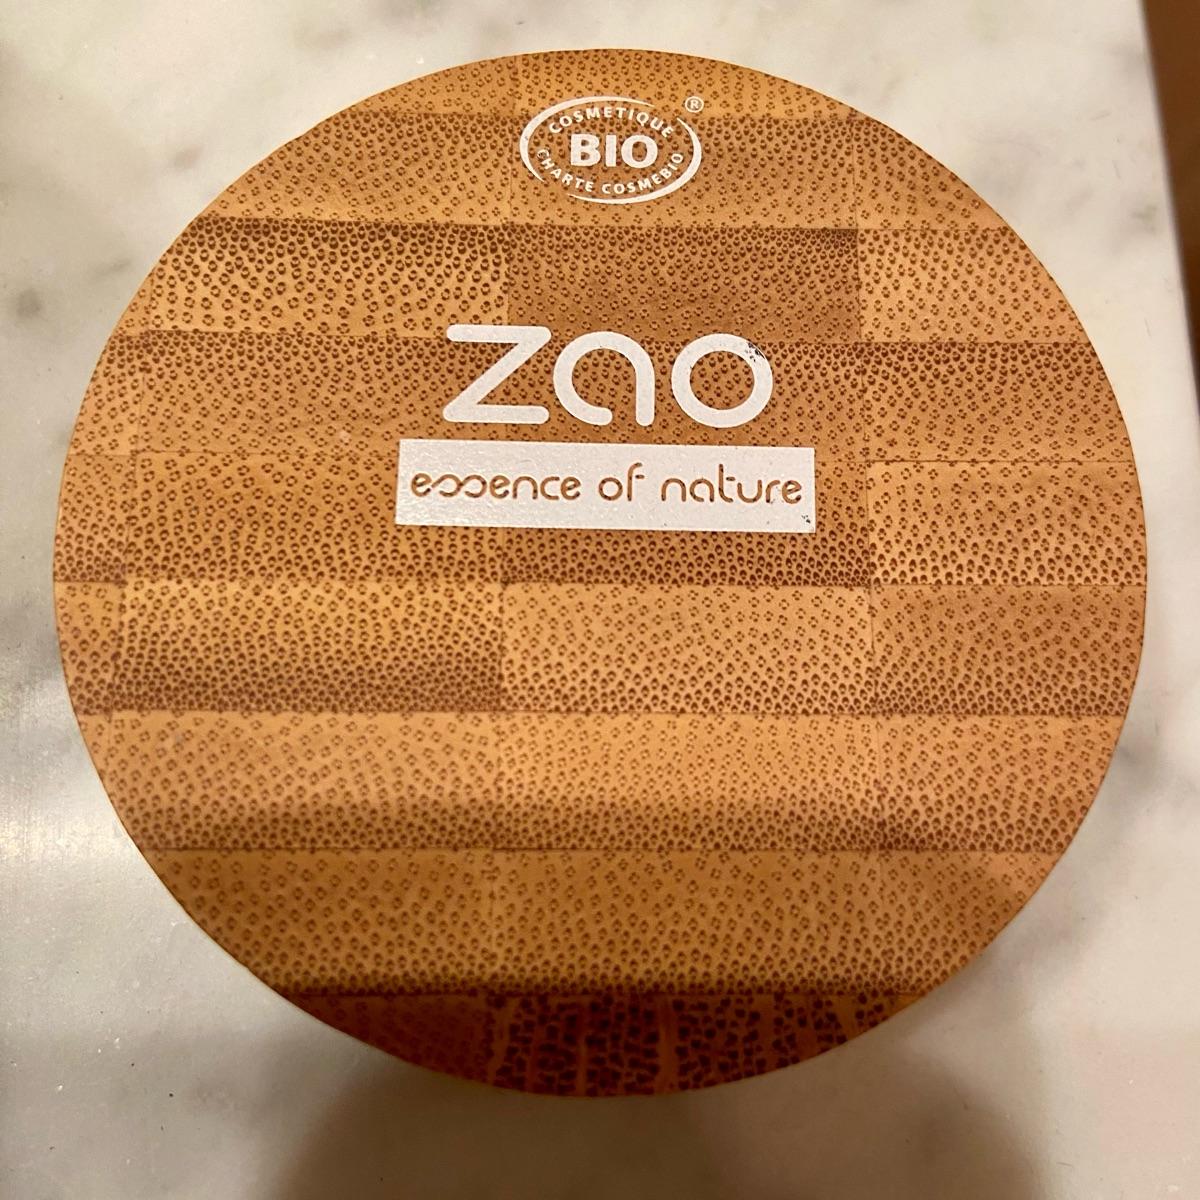 COSMETIQUE
®
BIO
CHARTE COSMEBIO
zao
essence of nature